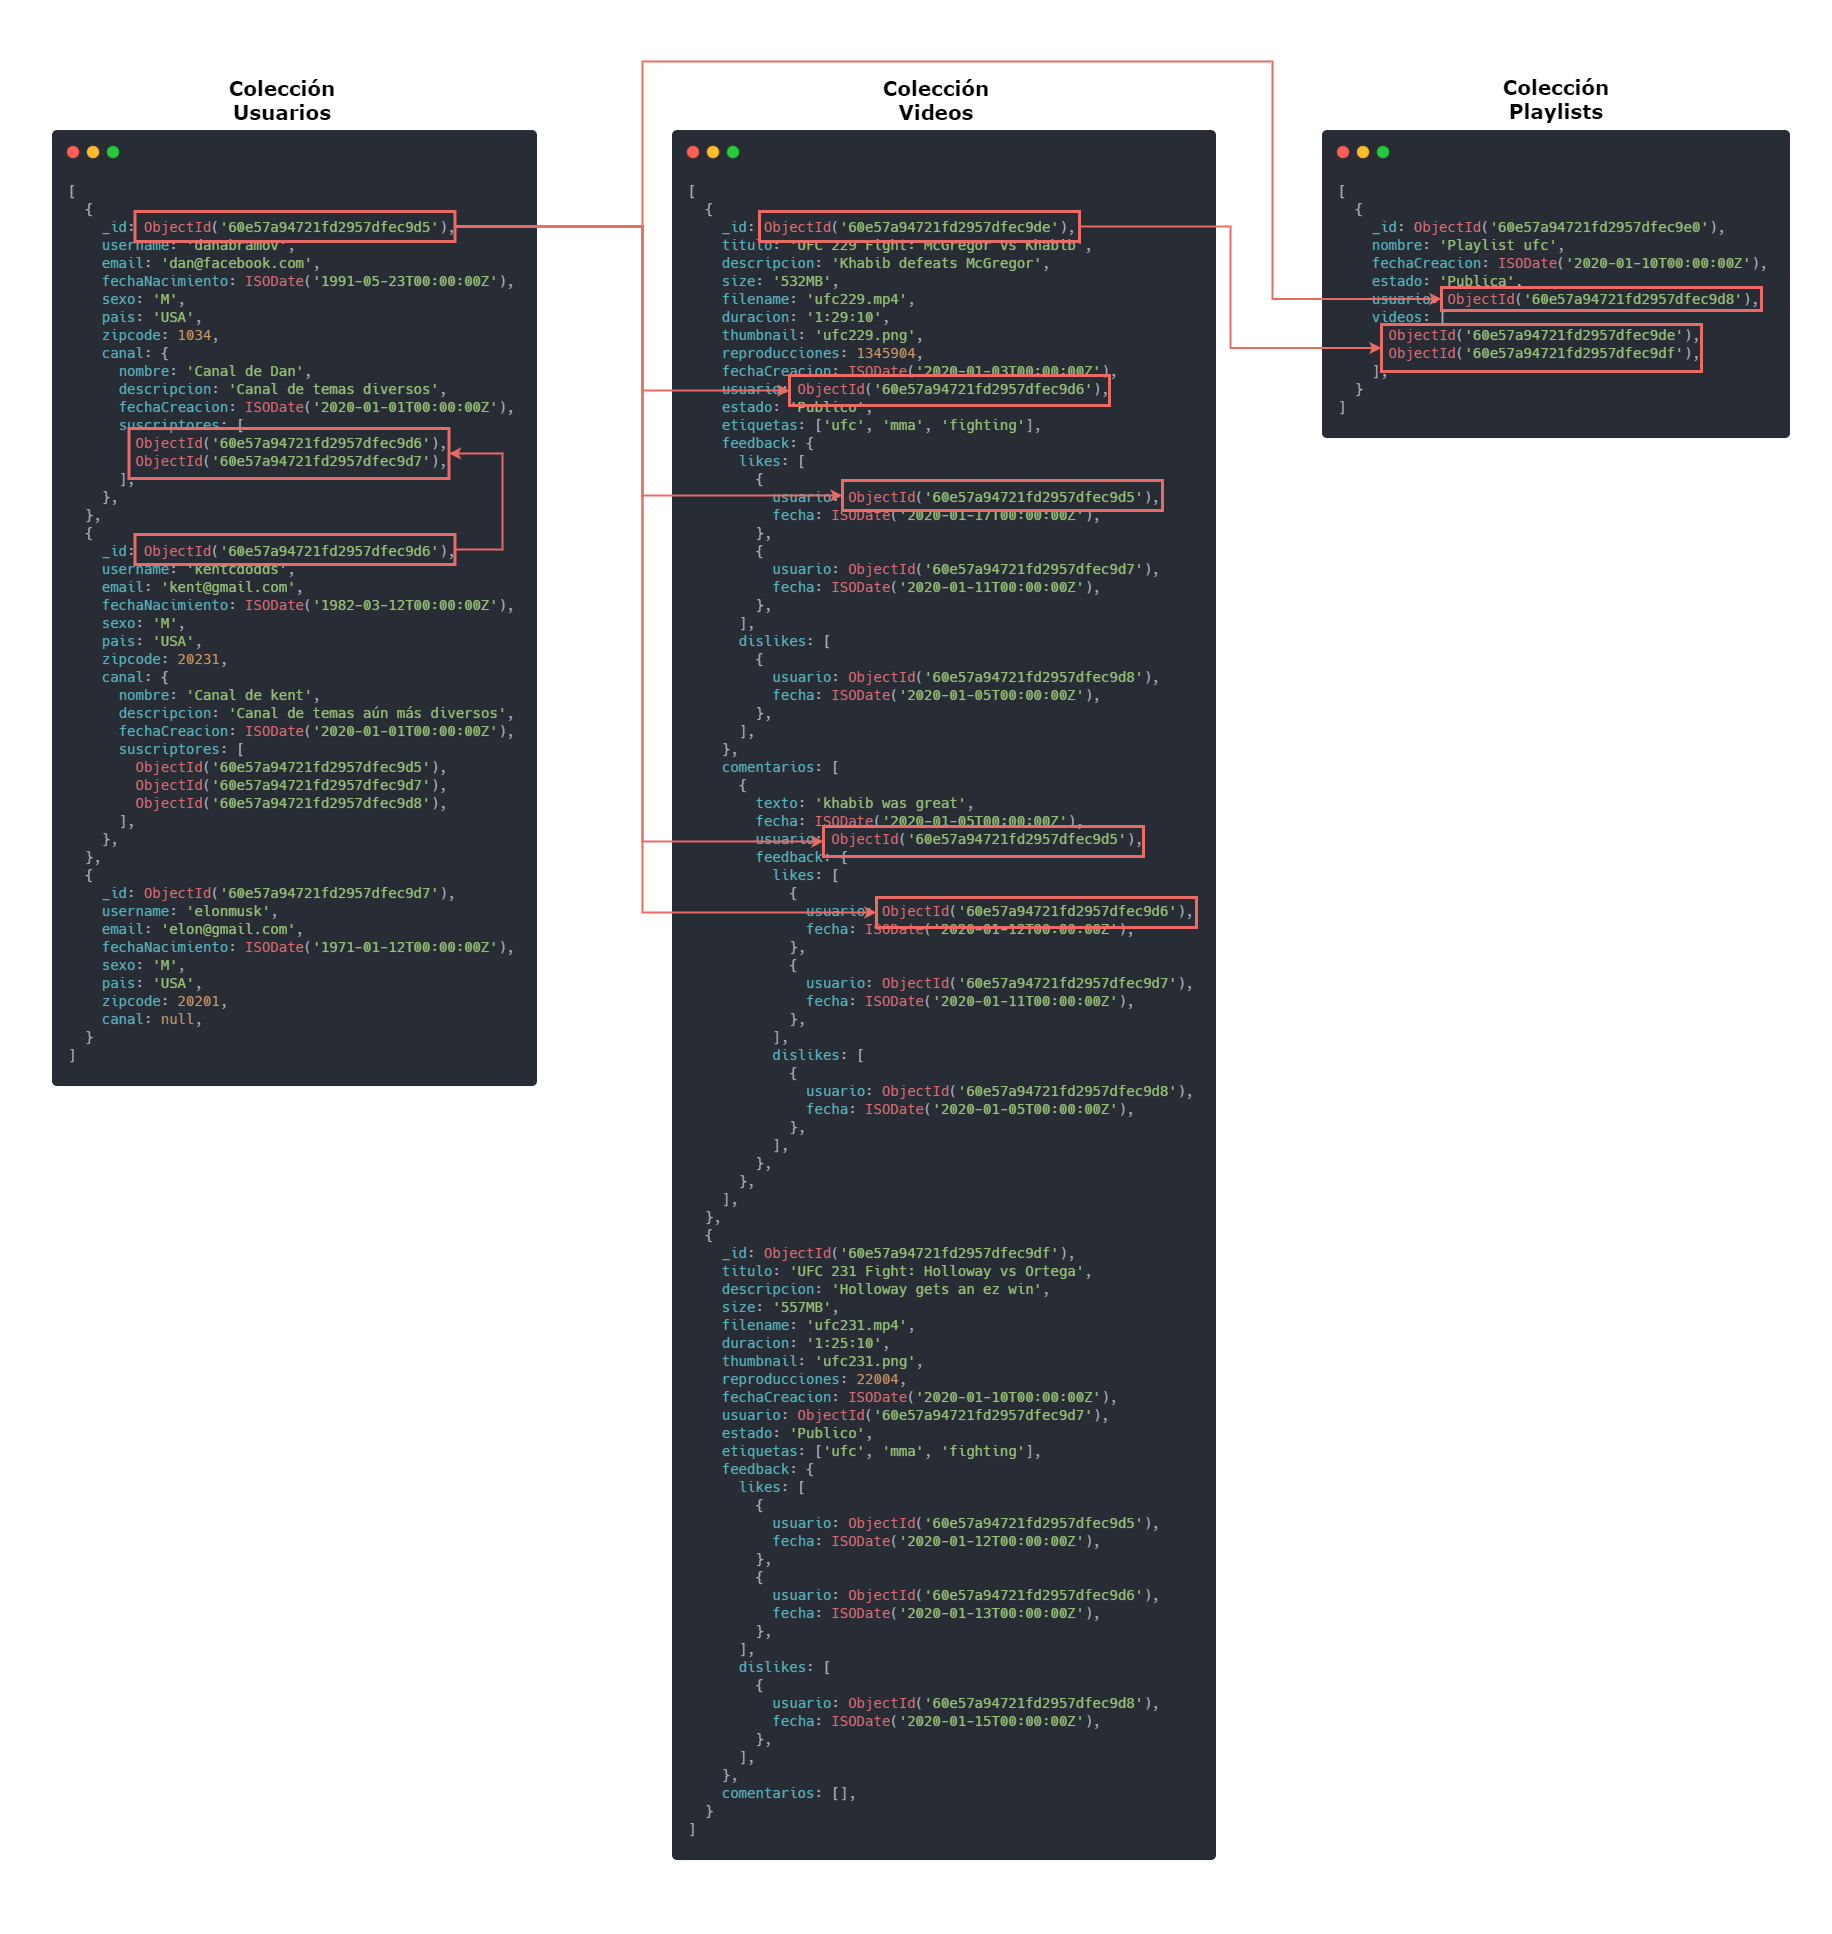 Colección
Usuarios
[
  {
    _id: ObjectId('60e57a94721fd2957dfec9d5'),
    username: 'danabramov',
    email: 'dan@facebook.com',
    fechaNacimiento: ISODate('1991-05-23T00:00:00Z'),
    sexo: 'M',
    pais: 'USA',
    zipcode: 1034,
    canal: {
      nombre: 'Canal de Dan',
      descripcion: 'Canal de temas diversos',
      fechaCreacion: ISODate('2020-01-01T00:00:00Z'),
      suscriptores: [
        ObjectId('60e57a94721fd2957dfec9d6'),
        ObjectId('60e57a94721fd2957dfec9d7'),
      ],
    },
  },
  {
    _id: ObjectId('60e57a94721fd2957dfec9d6'),
    username: 'kentcdodds',
    email: 'kent@gmail.com',
    fechaNacimiento: ISODate('1982-03-12T00:00:00Z'),
    sexo: 'M',
    pais: 'USA',
    zipcode: 20231,
    canal: {
      nombre: 'Canal de kent',
      descripcion: 'Canal de temas aún más diversos',
      fechaCreacion: ISODate('2020-01-01T00:00:00Z'),
      suscriptores: [
        ObjectId('60e57a94721fd2957dfec9d5'),
        ObjectId('60e57a94721fd2957dfec9d7'),
        ObjectId('60e57a94721fd2957dfec9d8'),
      ],
    },
  },
  {
    _id: ObjectId('60e57a94721fd2957dfec9d7'),
    username: 'elonmusk',
    email: 'elon@gmail.com',
    fechaNacimiento: ISODate('1971-01-12T00:00:00Z'),
    sexo: 'M',
    pais: 'USA',
    zipcode: 20201,
    canal: null,
  }
]
Colección
Videos
[
  {
    _id: ObjectId('60e57a94721fd2957dfec9de'),
    titulo: 'UFC 229 Fight: McGregor vs Khabib',
    descripcion: 'Khabib defeats McGregor',
    size: '532MB',
    filename: 'ufc229.mp4',
    duracion: '1:29:10',
    thumbnail: 'ufc229.png',
    reproducciones: 1345904,
    fechaCreacion: ISODate('2020-01-03T00:00:00Z'),
    usuario: ObjectId('60e57a94721fd2957dfec9d6'),
    estado: 'Publico',
    etiquetas: ['ufc', 'mma', 'fighting'],
    feedback: {
      likes: [
        {
          usuario: ObjectId('60e57a94721fd2957dfec9d5'),
          fecha: ISODate('2020-01-17T00:00:00Z'),
        },
        {
          usuario: ObjectId('60e57a94721fd2957dfec9d7'),
          fecha: ISODate('2020-01-11T00:00:00Z'),
        },
      ],
      dislikes: [
        {
          usuario: ObjectId('60e57a94721fd2957dfec9d8'),
          fecha: ISODate('2020-01-05T00:00:00Z'),
        },
      ],
    },
    comentarios: [
      {
        texto: 'khabib was great',
        fecha: ISODate('2020-01-05T00:00:00Z'),
        usuario: ObjectId('60e57a94721fd2957dfec9d5'),
        feedback: {
          likes: [
            {
              usuario: ObjectId('60e57a94721fd2957dfec9d6'),
              fecha: ISODate('2020-01-12T00:00:00Z'),
            },
            {
              usuario: ObjectId('60e57a94721fd2957dfec9d7'),
              fecha: ISODate('2020-01-11T00:00:00Z'),
            },
          ],
          dislikes: [
            {
              usuario: ObjectId('60e57a94721fd2957dfec9d8'),
              fecha: ISODate('2020-01-05T00:00:00Z'),
            },
          ],
        },
      },
    ],
  },
  {
    _id: ObjectId('60e57a94721fd2957dfec9df'),
    titulo: 'UFC 231 Fight: Holloway vs Ortega',
    descripcion: 'Holloway gets an ez win',
    size: '557MB',
    filename: 'ufc231.mp4',
    duracion: '1:25:10',
    thumbnail: 'ufc231.png',
    reproducciones: 22004,
    fechaCreacion: ISODate('2020-01-10T00:00:00Z'),
    usuario: ObjectId('60e57a94721fd2957dfec9d7'),
    estado: 'Publico',
    etiquetas: ['ufc', 'mma', 'fighting'],
    feedback: {
      likes: [
        {
          usuario: ObjectId('60e57a94721fd2957dfec9d5'),
          fecha: ISODate('2020-01-12T00:00:00Z'),
        },
        {
          usuario: ObjectId('60e57a94721fd2957dfec9d6'),
          fecha: ISODate('2020-01-13T00:00:00Z'),
        },
      ],
      dislikes: [
        {
          usuario: ObjectId('60e57a94721fd2957dfec9d8'),
          fecha: ISODate('2020-01-15T00:00:00Z'),
        },
      ],
    },
    comentarios: [],
  }
]
Colección
Playlists
[
  {
    _id: ObjectId('60e57a94721fd2957dfec9e0'),
    nombre: 'Playlist ufc',
    fechaCreacion: ISODate('2020-01-10T00:00:00Z'),
    estado: 'Publica',
    usuario: ObjectId('60e57a94721fd2957dfec9d8'),
    videos: [
      ObjectId('60e57a94721fd2957dfec9de'),
      ObjectId('60e57a94721fd2957dfec9df'),
    ],
  }
]